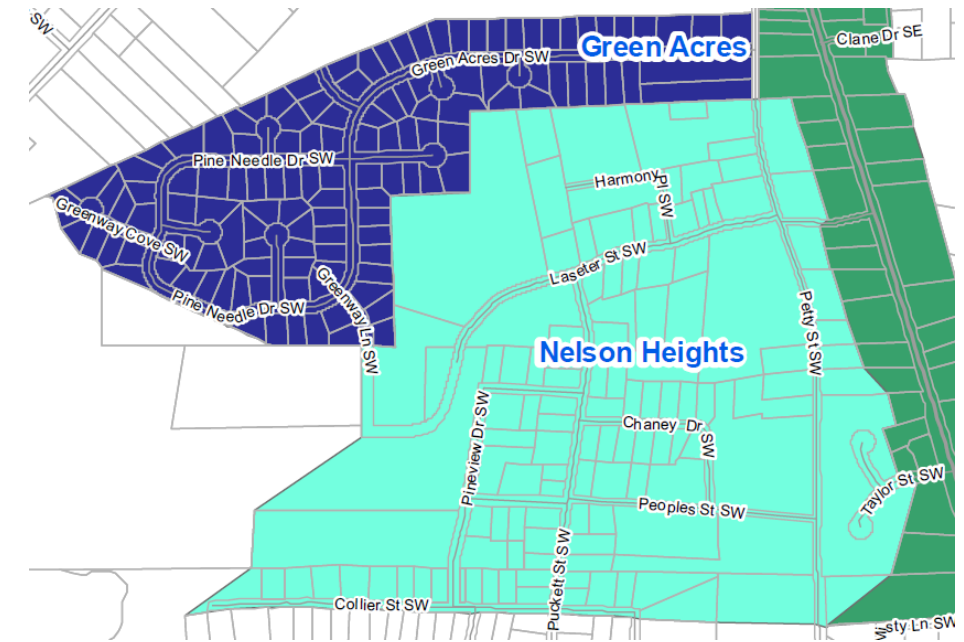 SW
Clane Dr SE
Green Acres
Green Acres Dr SW
Pine Needle Dr SW
Harmony
Pl SW
Greenway Cove SW
Laseter St SW
Pine Needle Dr SW
Greenway Ln SW
Petty St SW
Nelson Heights
Pineview Dr SW
Chaney Dr SW
Taylor St SW
Peoples St SW
Puckett St SW
Collier St SW
isty Ln SW